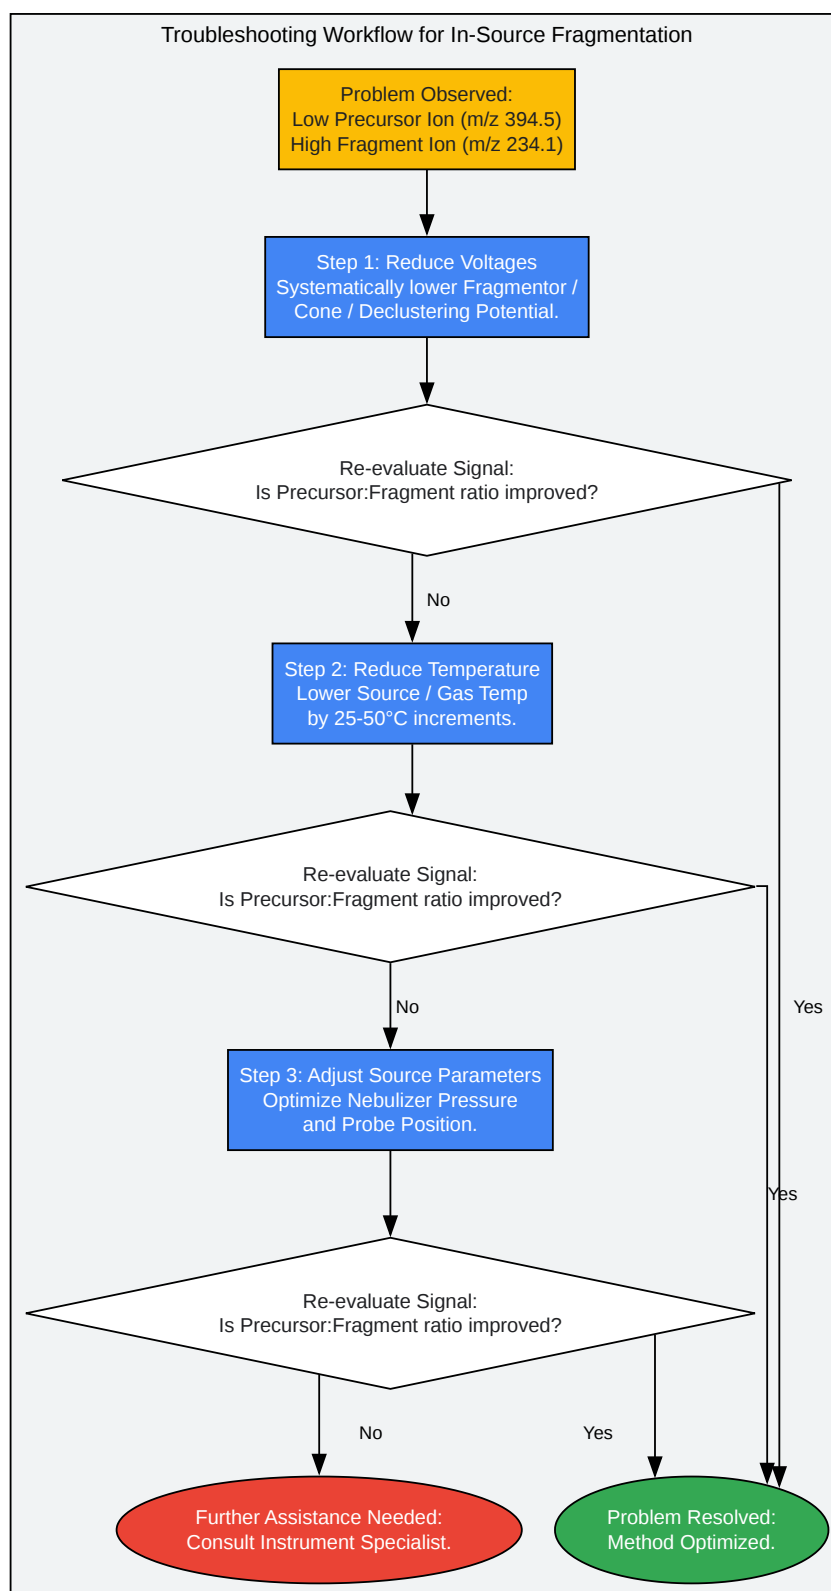 Troubleshooting Workflow for In-Source Fragmentation
Problem Observed:
Low Precursor Ion (m/z 394.5)
High Fragment Ion (m/z 234.1)
Step 1: Reduce Voltages
Systematically lower Fragmentor /
Cone / Declustering Potential.
Re-evaluate Signal:
Is Precursor:Fragment ratio improved?
No
Step 2: Reduce Temperature
Lower Source / Gas Temp
by 25-50°C increments.
Re-evaluate Signal:
Is Precursor:Fragment ratio improved?
No
Yes
Step 3: Adjust Source Parameters
Optimize Nebulizer Pressure
and Probe Position.
Yes
Re-evaluate Signal:
Is Precursor:Fragment ratio improved?
No
Yes
Further Assistance Needed:
Consult Instrument Specialist.
Problem Resolved:
Method Optimized.